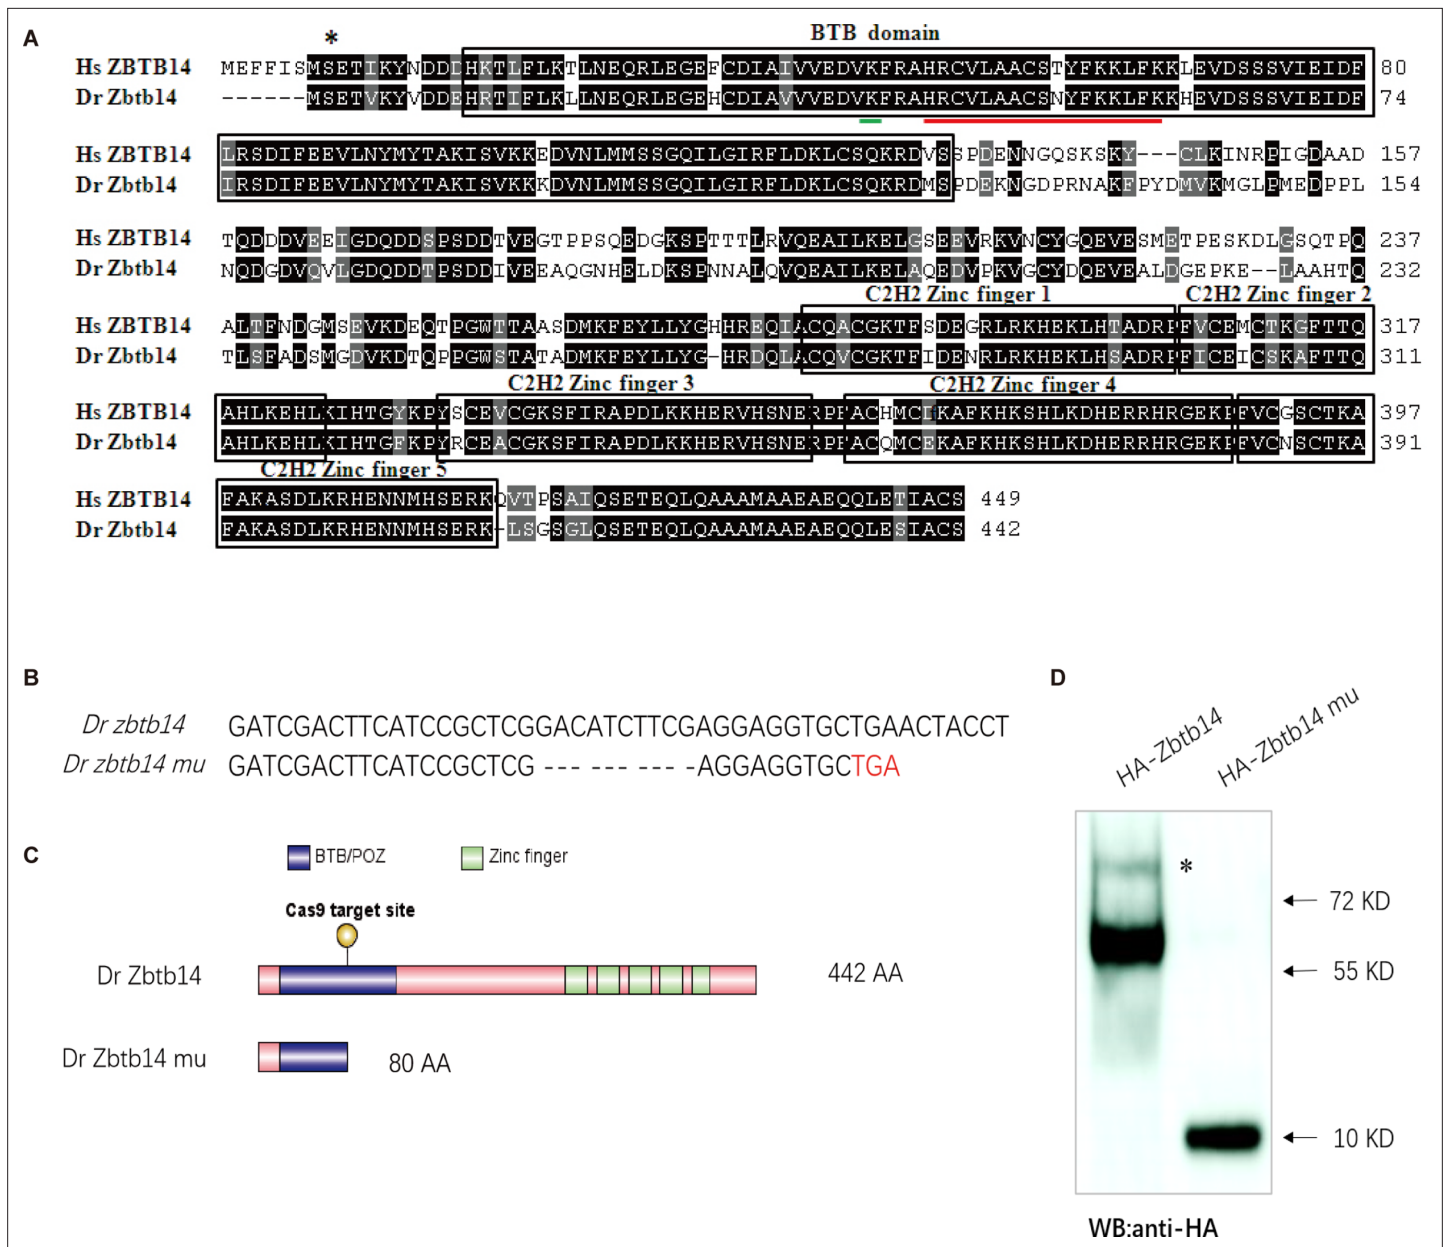 A
*
BTB domain
Hs ZBTB14 MEFFISMSETIKYNDDDHKTLFLKTLNEQRLEGEFCDIAIVVEDVKFRAHRCVLAACSTYFKKLFKKLEVDSSSVIEIDF 80
Dr Zbtb14 ------MSETVKYVDDEHRTIFLKLLNEQRLEGEHCDIAVVVEDVKFRAHRCVLAACSNYFKKLFKKHEVDSSSVIEIDF 74
Hs ZBTB14 LRSDIFEEVLNYMYTAKISVKKEDVNLMMSSGQILGIRFLDKLCSQKRDVSSPDENNGQSKSKY---CLKINRPIGDAAD 157
Dr Zbtb14 IRSDIFEEVLNYMYTAKISVKKKDVNLMMSSGQILGIRFLDKLCSQKRDMSPDEKNGDPRNAKFPYDMVKMGLPMEDPPL 154
Hs ZBTB14 TQDDDVEEIGDQDDSPSDDTVEGTPPSQEDGKSPTTTLRVQEAILKELGSEEVRKVNCYGQEVESMETPESKDLGSQTPQ 237
Dr Zbtb14 NQDGDVQVLGDQDDTPSDDIVEEAQGNHELDKSPNNALQVQEAILKELAQEDVPKVGCYDQEVEALDGEPKE--LAAHTQ 232
C2H2 Zinc finger 1 C2H2 Zinc finger 2
Hs ZBTB14 ALTFNDGMSEVKDEQTPGWTTAASDMKFEYLLYGHHREQIACQACGKTFSDEGRLRKHEKLHTADRPFVCEMCTKGFTTQ 317
Dr Zbtb14 TLSFADSMGDVKDTQPPGWSTATADMKFEYLLYG-HRDQLACQVCGKTFIDENRLRKHEKLHSADRPFICEICSKAFTTQ 311
C2H2 Zinc finger 3 C2H2 Zinc finger 4
Hs ZBTB14 AHLKEHLKIHTGYKPYSCEVCGKSFIRAPDLKKHERVHSNERPFACHMCDKAFKHKSHLKDHERRHRGEKPFVCGSCTKA 397
Dr Zbtb14 AHLKEHLKIHTGFKPYRCEACGKSFIRAPDLKKHERVHSNERPFACQMCEKAFKHKSHLKDHERRHRGEKPFVCNSCTKA 391
C2H2 Zinc finger 5
Hs ZBTB14 FAKASDLKRHENNMHSERKQVTPSAIQSETEQLQAAAMAAEAEQQLETIACS 449
Dr Zbtb14 FAKASDLKRHENNMHSERK-LSGSGLQSETEQLQAAAMAAEAEQQLESIACS 442
B
Dr zbtb14 GATCGACTTCATCCGCTCGGACATCTTCGAGGAGGTGCTGAACTACCT
Dr zbtb14 mu GATCGACTTCATCCGCTCG --- --- --- -AGGAGGTGCTGA
C
BTB/POZ Zinc finger
Cas9 target site
Dr Zbtb14 442 AA
Dr Zbtb14 mu 80 AA
D
HA-Zbtb14
HA-Zbtb14 mu
*
72 KD
55 KD
10 KD
WB:anti-HA